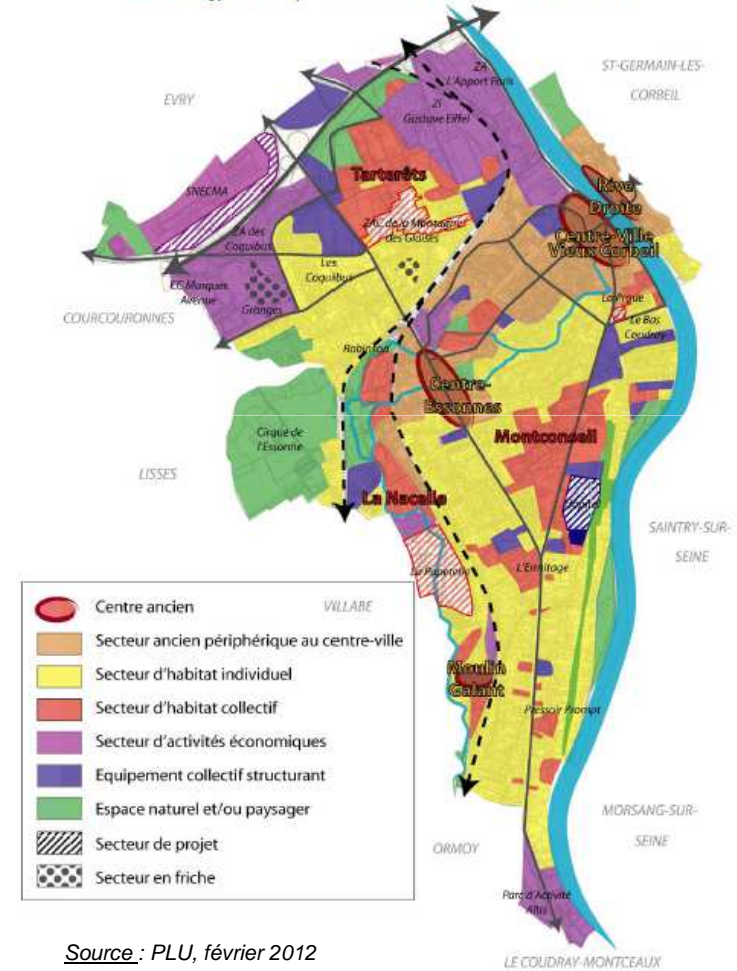 ST-GERMAIN-LES-
CORBEIL
EVRY
ZA
L'Apport Paris
ZI
Gustave Eiffel
Tarterêts
SNECMA
Rive
Droite
ZAC de la Montagne
des Glaises
Centre-Ville
Vieux Corbeil
ZA des
Coquibus
Les
Coquibus
CC Marques
Avenue
Granges
COURCOURONNES
Le Bas
Coudray
Robinson
Centre-
Essonnes
Cirque de
l'Essonne
Montconseil
LISSES
La Nacelle
SAINTRY-SUR-
SEINE
La Papeterie
L'Ermitage
VILLABE
Moulin
Galant
Pressoir Prompt
MORSANG-SUR-
SEINE
ORMOY
Parc d'Activité
LE COUDRAY-MONTCEAUX
Centre ancien
Secteur ancien périphérique au centre-ville
Secteur d'habitat individuel
Secteur d'habitat collectif
Secteur d'activités économiques
Equipement collectif structurant
Espace naturel et/ou paysager
Secteur de projet
Secteur en friche
Source : PLU, février 2012